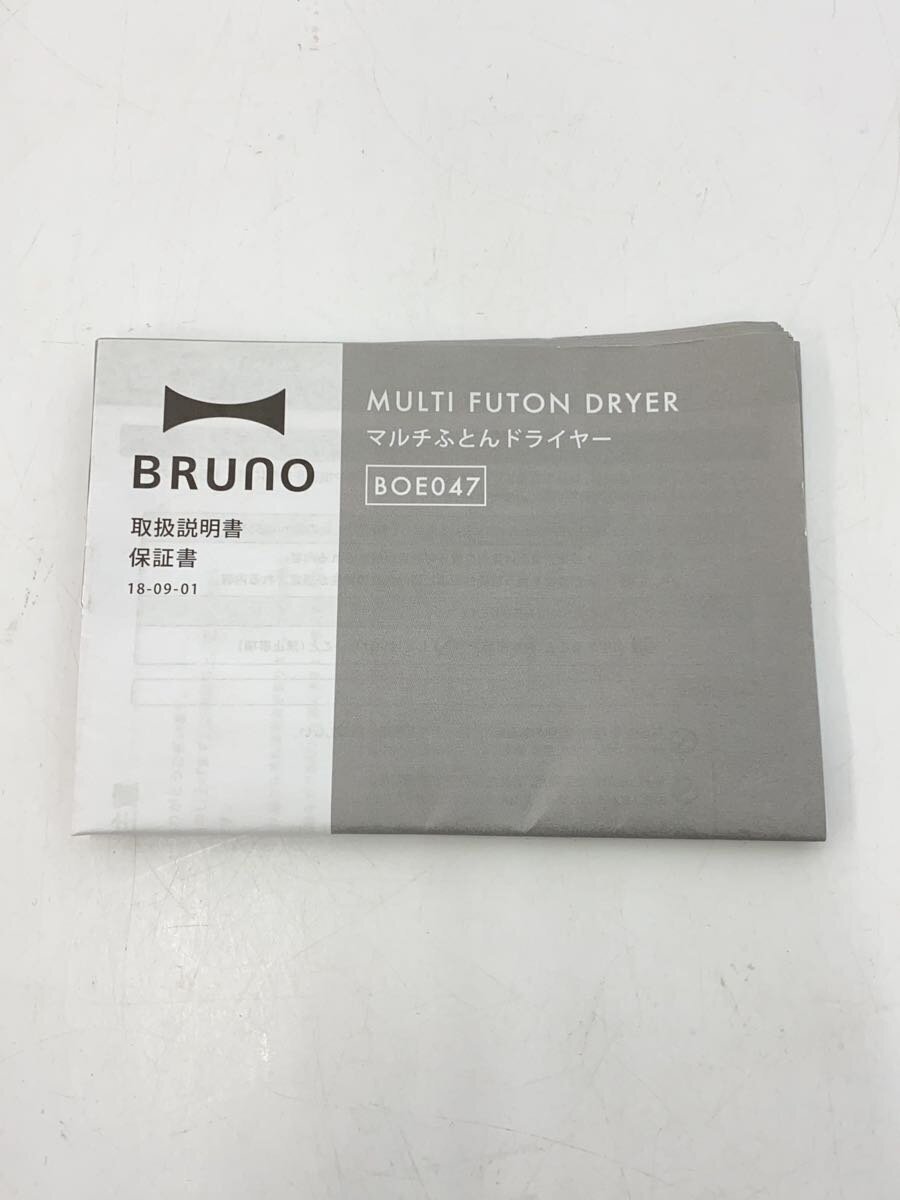 BRUNO
取扱説明書
保証書
18-09-01
MULTI FUTON DRYER
マルチふとんドライヤー
BOE047